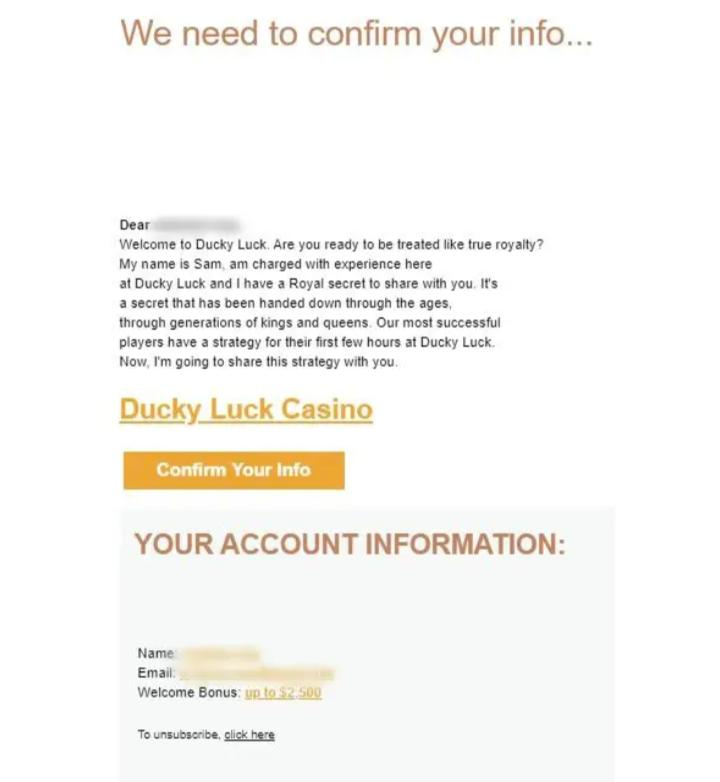 We need to confirm your info...
Dear
Welcome to Ducky Luck. Are you ready to be treated like true royalty?
My name is Sam, am charged with experience here
at Ducky Luck and I have a Royal secret to share with you. It's
a secret that has been handed down through the ages,
through generations of kings and queens. Our most successful
players have a strategy for their first few hours at Ducky Luck.
Now, I'm going to share this strategy with you.
Ducky Luck Casino
Confirm Your Info
YOUR ACCOUNT INFORMATION:
Name:
Email:
Welcome Bonus: up to $2,500
To unsubscribe, click here